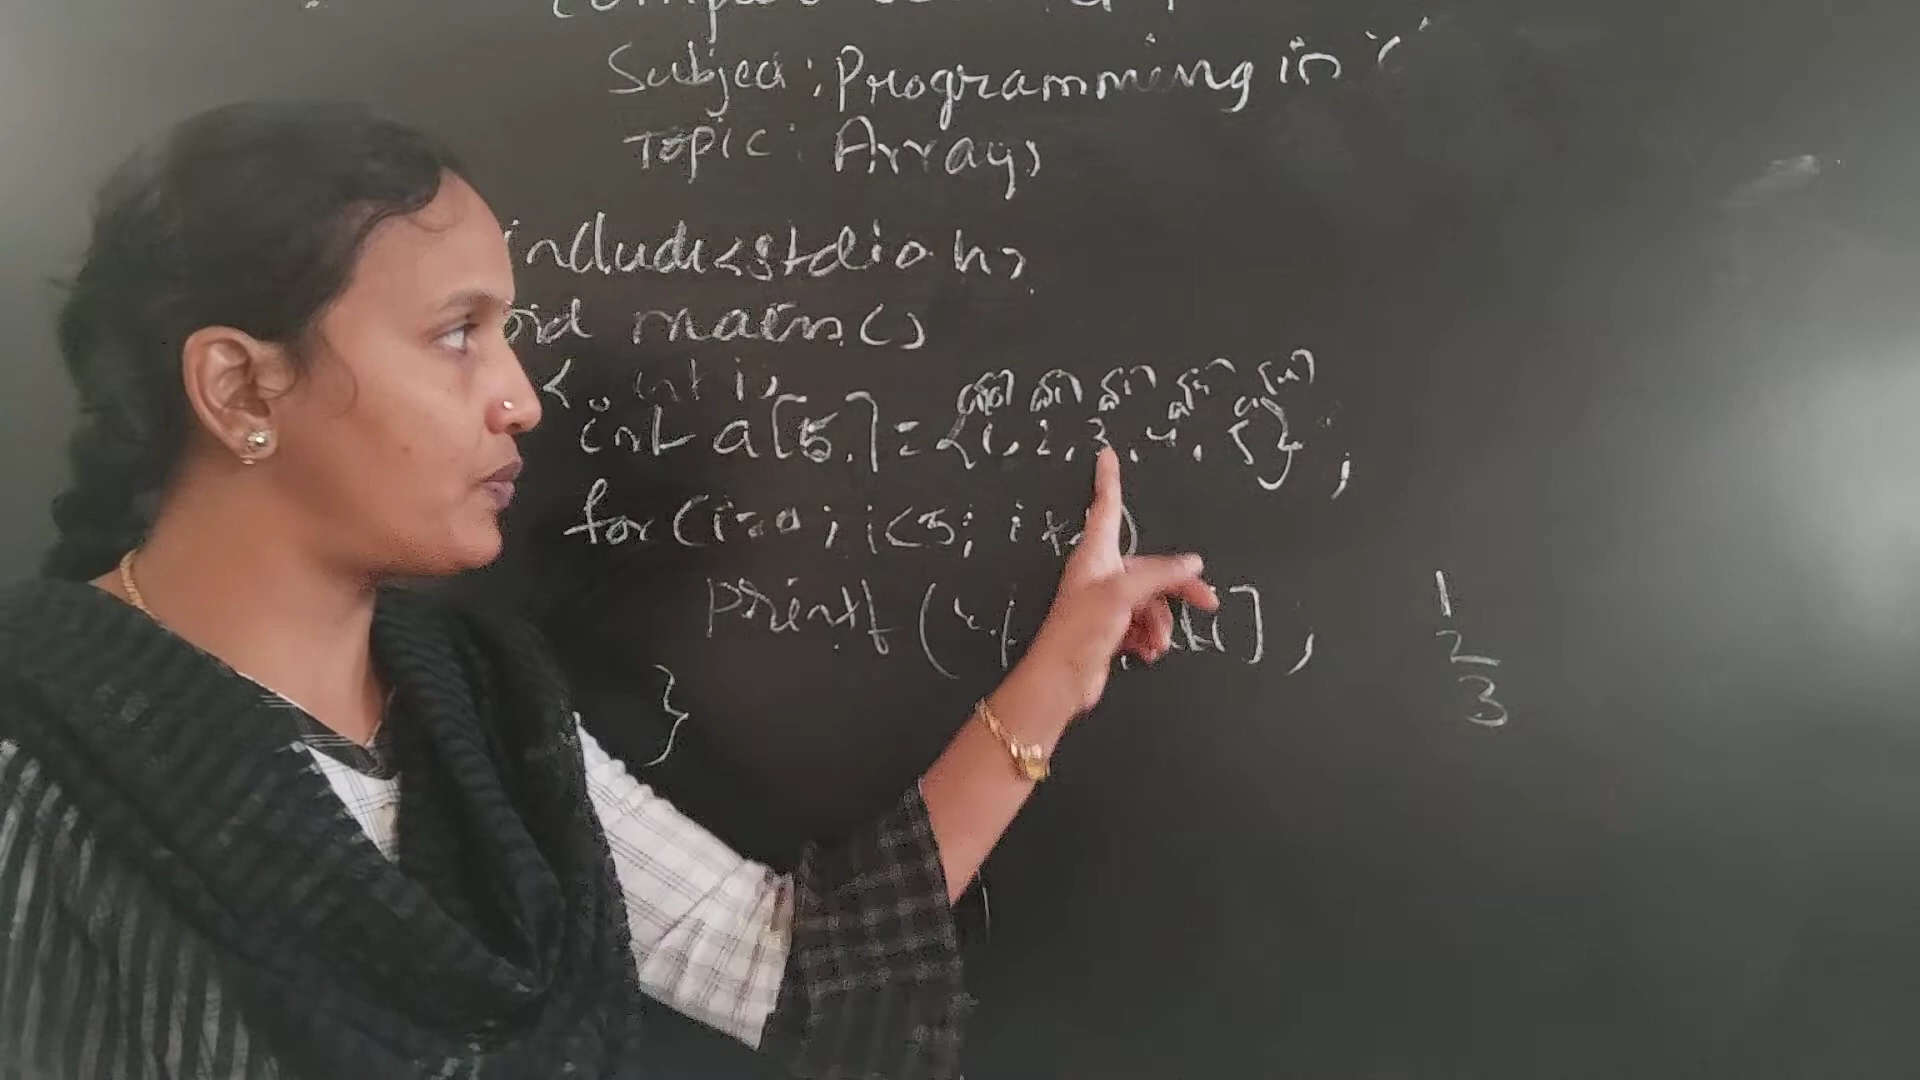 Subject : Programming in 'C'
Topic : Arrays
include<stdio.h>
void main()
{ int i;
int a[5] = {1, 2, 3, 4, 5} ;
for(i=0 ; i<5; i++)
printf (
] ;
}
1
2
3